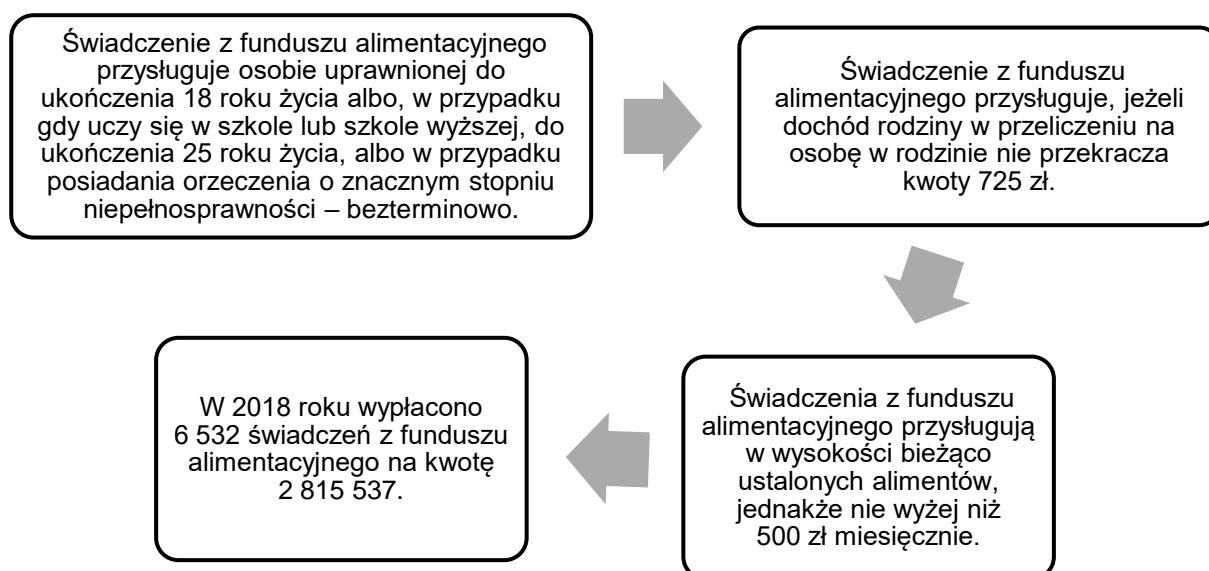 Świadczenie z funduszu alimentacyjnego
przysługuje osobie uprawnionej do
ukończenia 18 roku życia albo, w przypadku
gdy uczy się w szkole lub szkole wyższej, do
ukończenia 25 roku życia, albo w przypadku
posiadania orzeczenia o znacznym stopniu
niepełnosprawności – bezterminowo.
Świadczenie z funduszu
alimentacyjnego przysługuje, jeżeli
dochód rodziny w przeliczeniu na
osobę w rodzinie nie przekracza
kwoty 725 zł.
Świadczenia z funduszu
alimentacyjnego przysługują
w wysokości bieżąco
ustalonych alimentów,
jednakże nie wyżej niż
500 zł miesięcznie.
W 2018 roku wypłacono
6 532 świadczeń z funduszu
alimentacyjnego na kwotę
2 815 537.